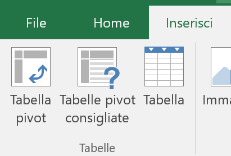 File Home Inserisci
Tabella pivot
Tabelle pivot consigliate
Tabella
Tabelle